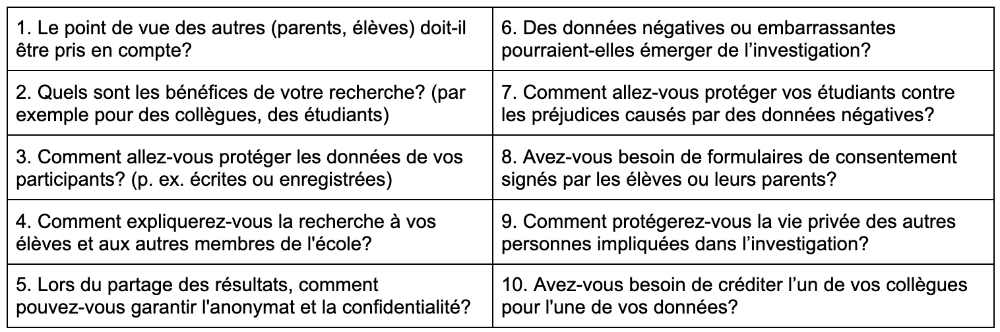 1. Le point de vue des autres (parents, élèves) doit-il
être pris en compte?
2. Quels sont les bénéfices de votre recherche? (par
exemple pour des collègues, des étudiants)
3. Comment allez-vous protéger les données de vos
participants? (p. ex. écrites ou enregistrées)
4. Comment expliquerez-vous la recherche à vos
élèves et aux autres membres de l'école?
5. Lors du partage des résultats, comment
pouvez-vous garantir l'anonymat et la confidentialité?
6. Des données négatives ou embarrassantes
pourraient-elles émerger de l’investigation?
7. Comment allez-vous protéger vos étudiants contre
les préjudices causés par des données négatives?
8. Avez-vous besoin de formulaires de consentement
signés par les élèves ou leurs parents?
9. Comment protégerez-vous la vie privée des autres
personnes impliquées dans l’investigation?
10. Avez-vous besoin de créditer l’un de vos collègues
pour l'une de vos données?